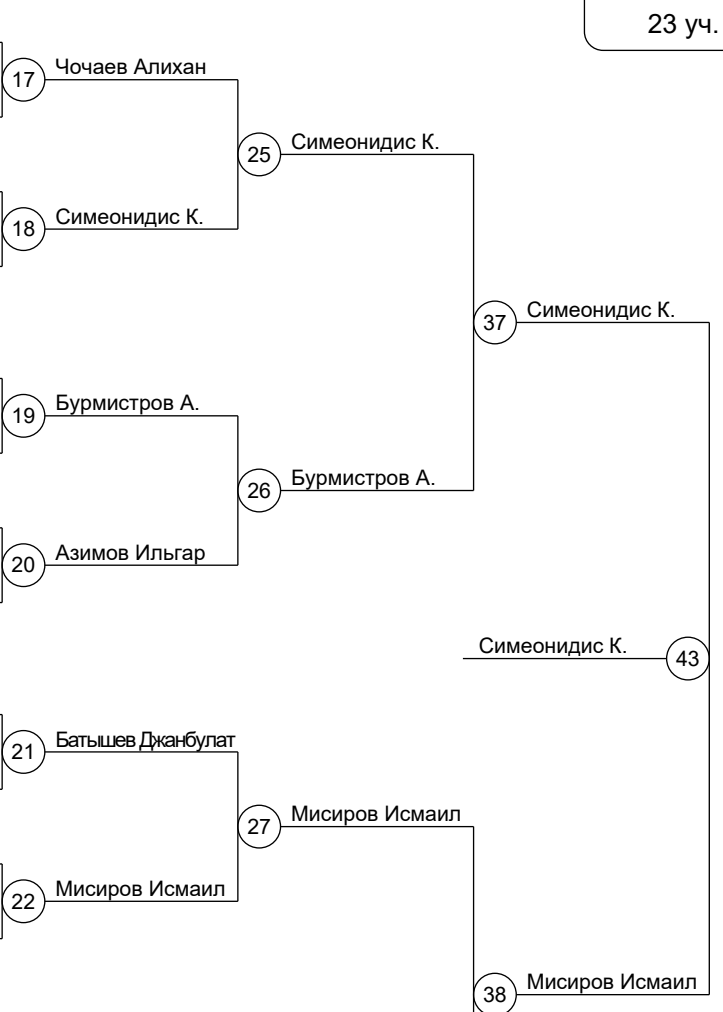 23 уч.
17 Чочаев Алихан
25 Симеонидис К.
18 Симеонидис К.
37 Симеонидис К.
19 Бурмистров А.
26 Бурмистров А.
20 Азимов Ильгар
Симеонидис К. 43
21 Батышев Джанбулат
27 Мисиров Исмаил
22 Мисиров Исмаил
38 Мисиров Исмаил